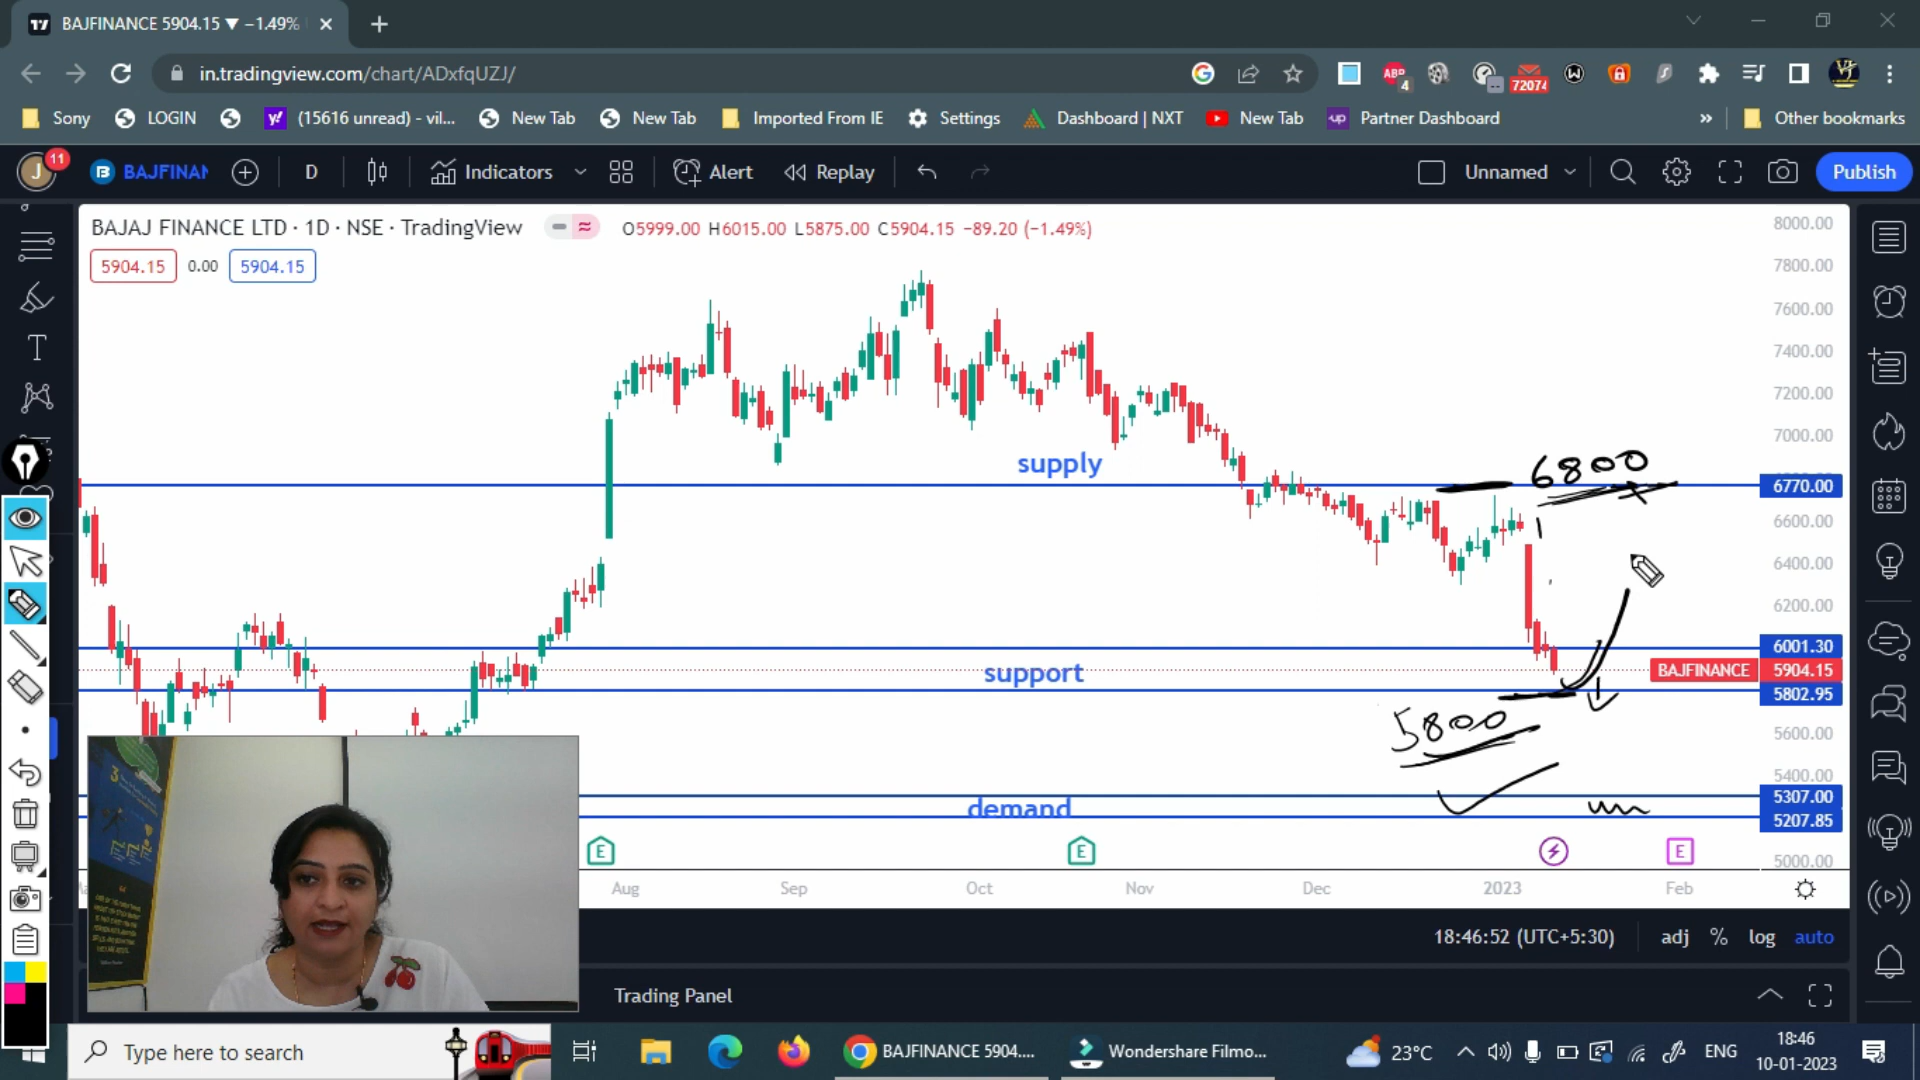 BAJFINANCE 5904.15 ▼ −1.49%
in.tradingview.com/chart/ADxfqUZJ/
ABP
4
72074
Sony
LOGIN
(15616 unread) - vil...
New Tab
New Tab
Imported From IE
Settings
Dashboard | NXT
New Tab
up
Partner Dashboard
»
Other bookmarks
J
11
BAJFINAN
D
Indicators
Alert
Replay
Unnamed
Publish
BAJAJ FINANCE LTD · 1D · NSE · TradingView
O5999.00 H6015.00 L5875.00 C5904.15 −89.20 (−1.49%)
5904.15
0.00
5904.15
8000.00
7800.00
7600.00
7400.00
7200.00
7000.00
supply
6800
6770.00
6600.00
6400.00
6200.00
6001.30
support
BAJFINANCE
5904.15
5802.95
5800
5600.00
5400.00
demand
5307.00
5207.85
5000.00
E
E
E
Aug
Sep
Oct
Nov
Dec
2023
Feb
18:46:52 (UTC+5:30)
adj
%
log
auto
Trading Panel
Type here to search
BAJFINANCE 5904....
Wondershare Filmo...
23°C
ENG
18:46
10-01-2023